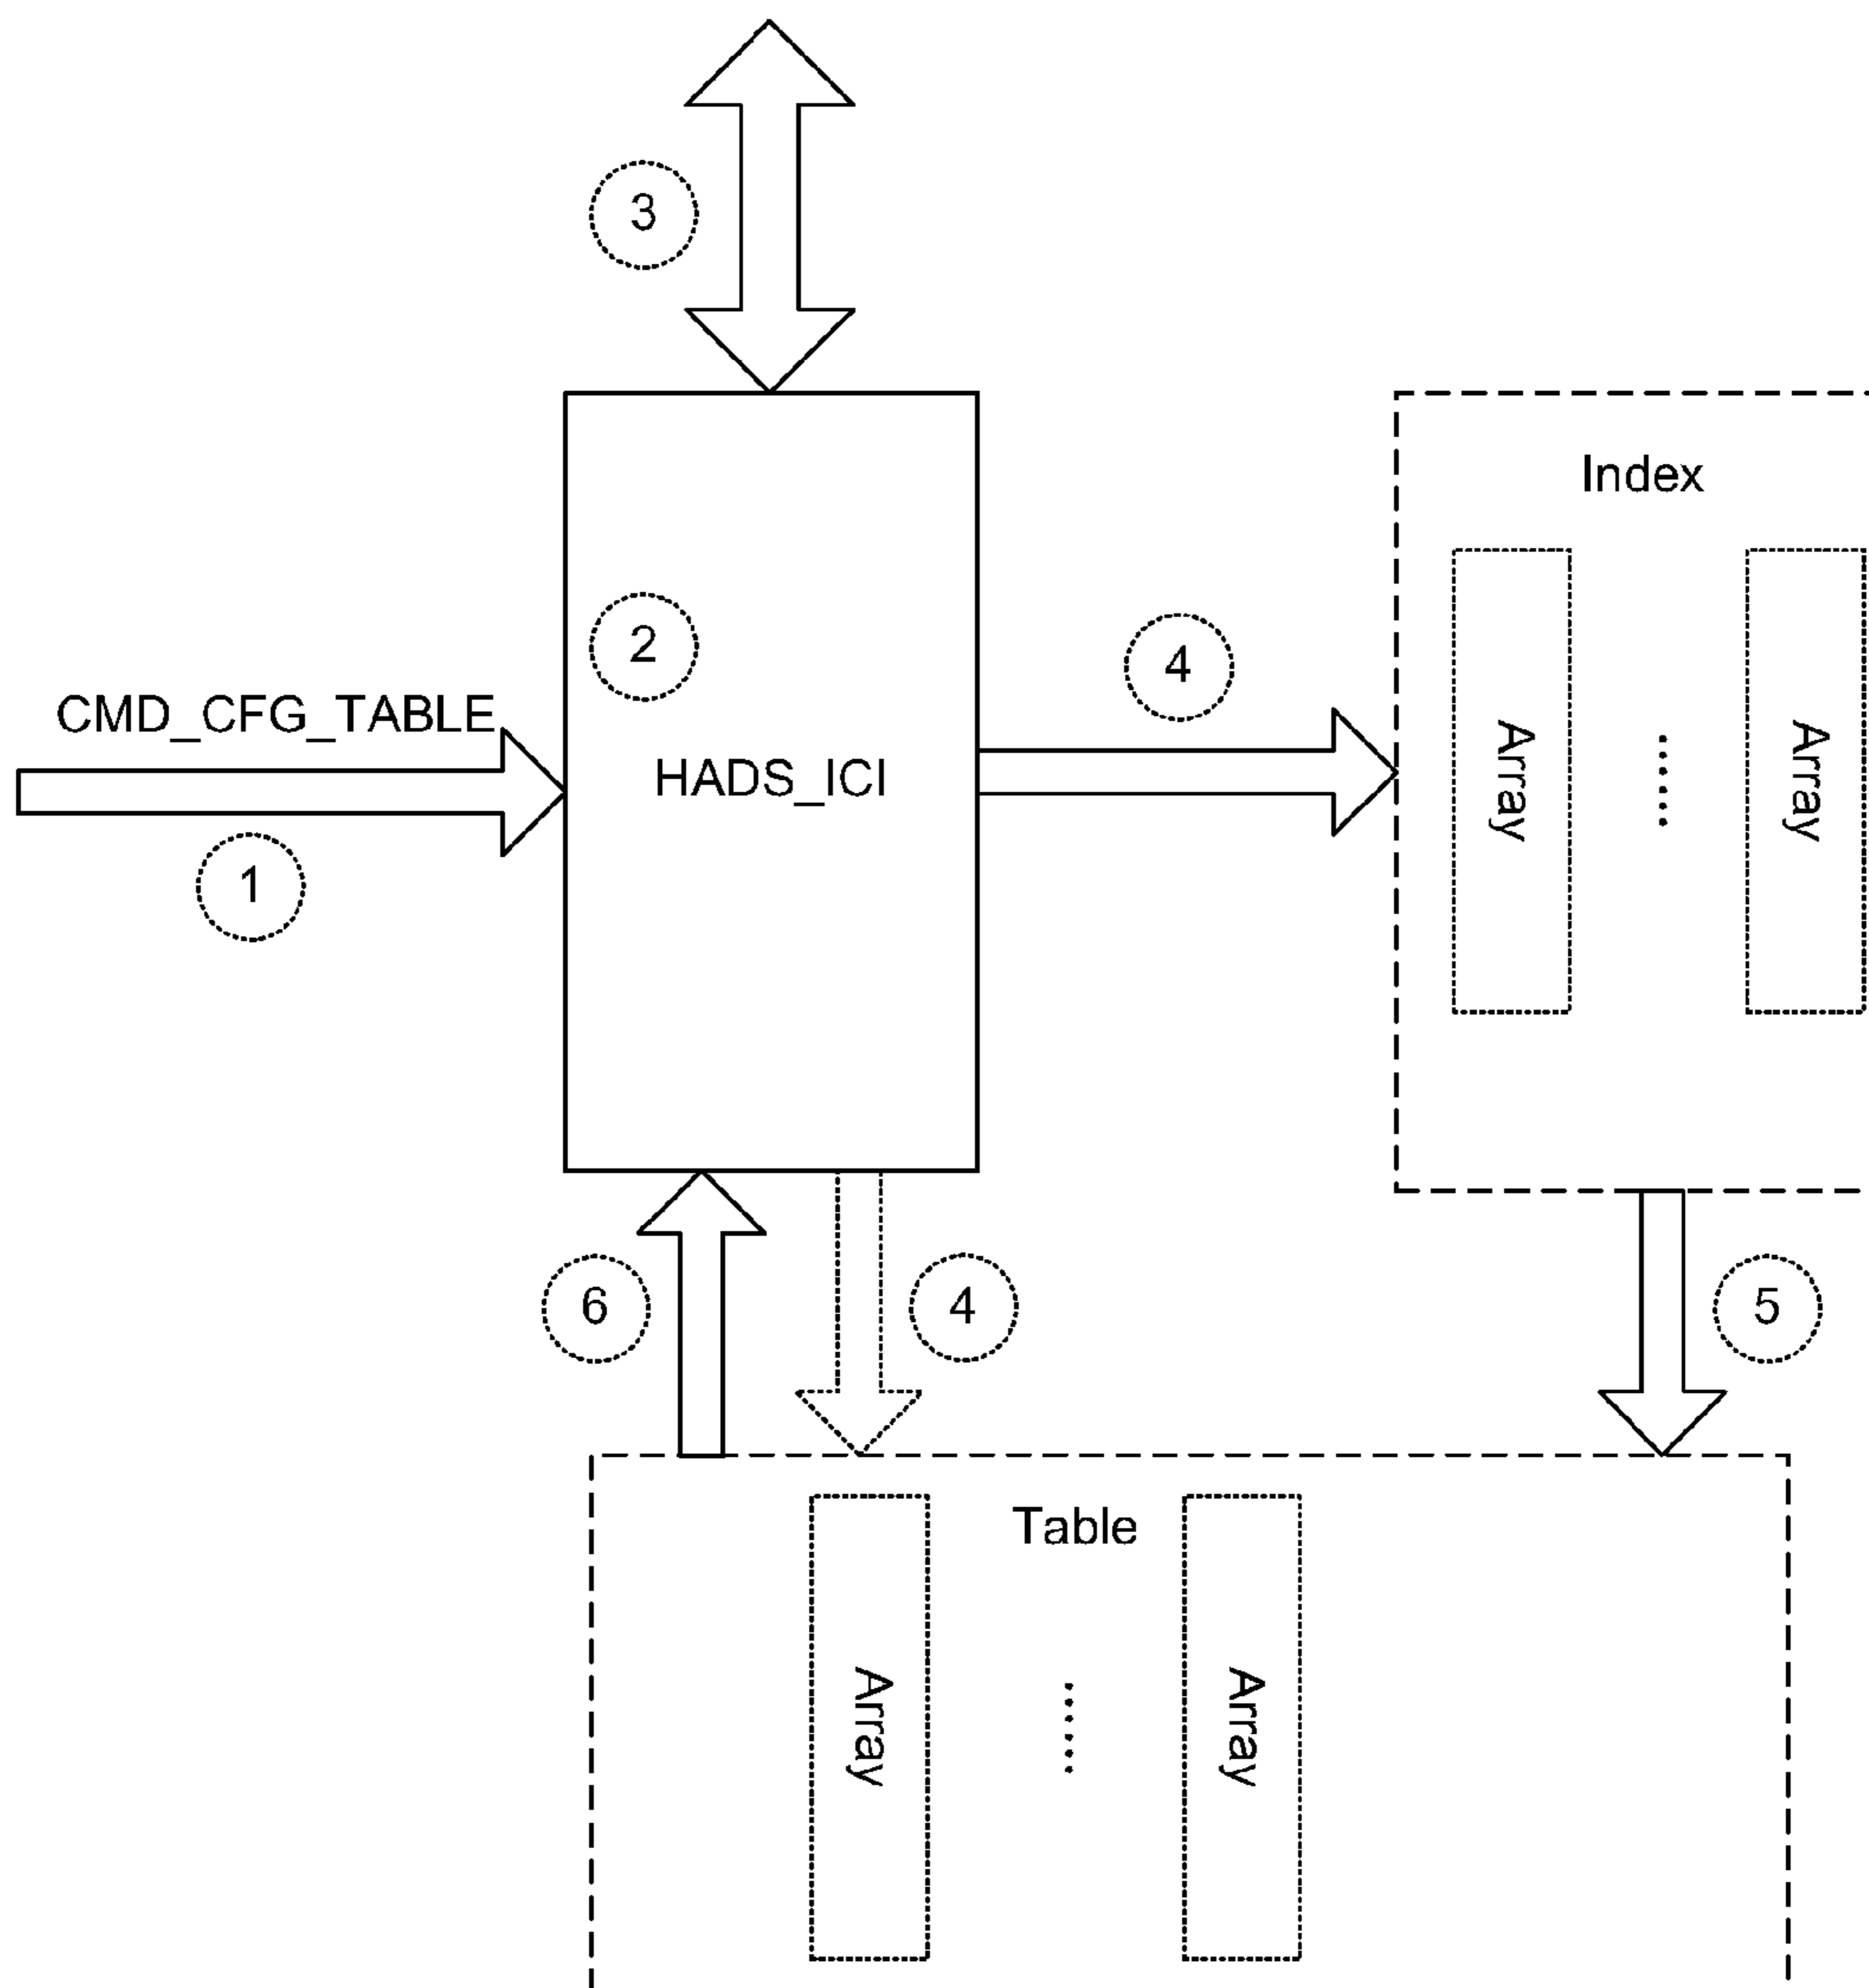 3
2
CMD_CFG_TABLE
HADS_ICI
1
4
Index
Array
......
Array
6
4
5
Table
Array
......
Array